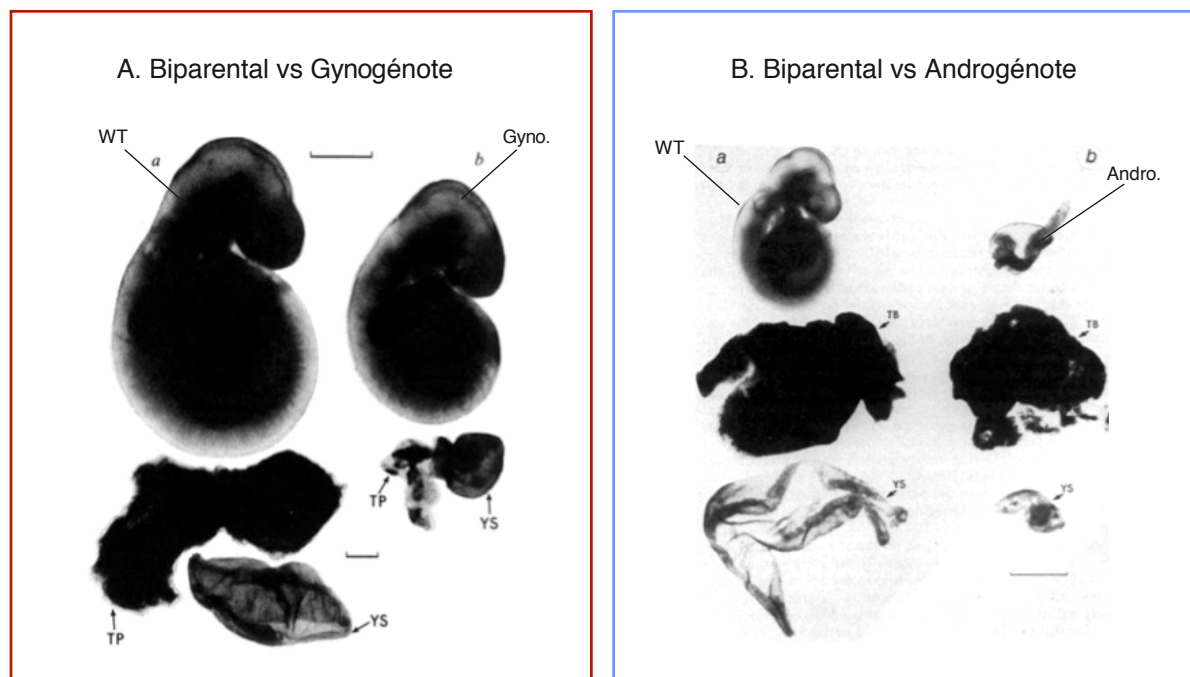 A. Biparental vs Gynogénote
WT
a
b
Gyno.
TP
YS
TP
YS
B. Biparental vs Androgénote
WT
a
b
Andro.
TB
TB
YS
YS